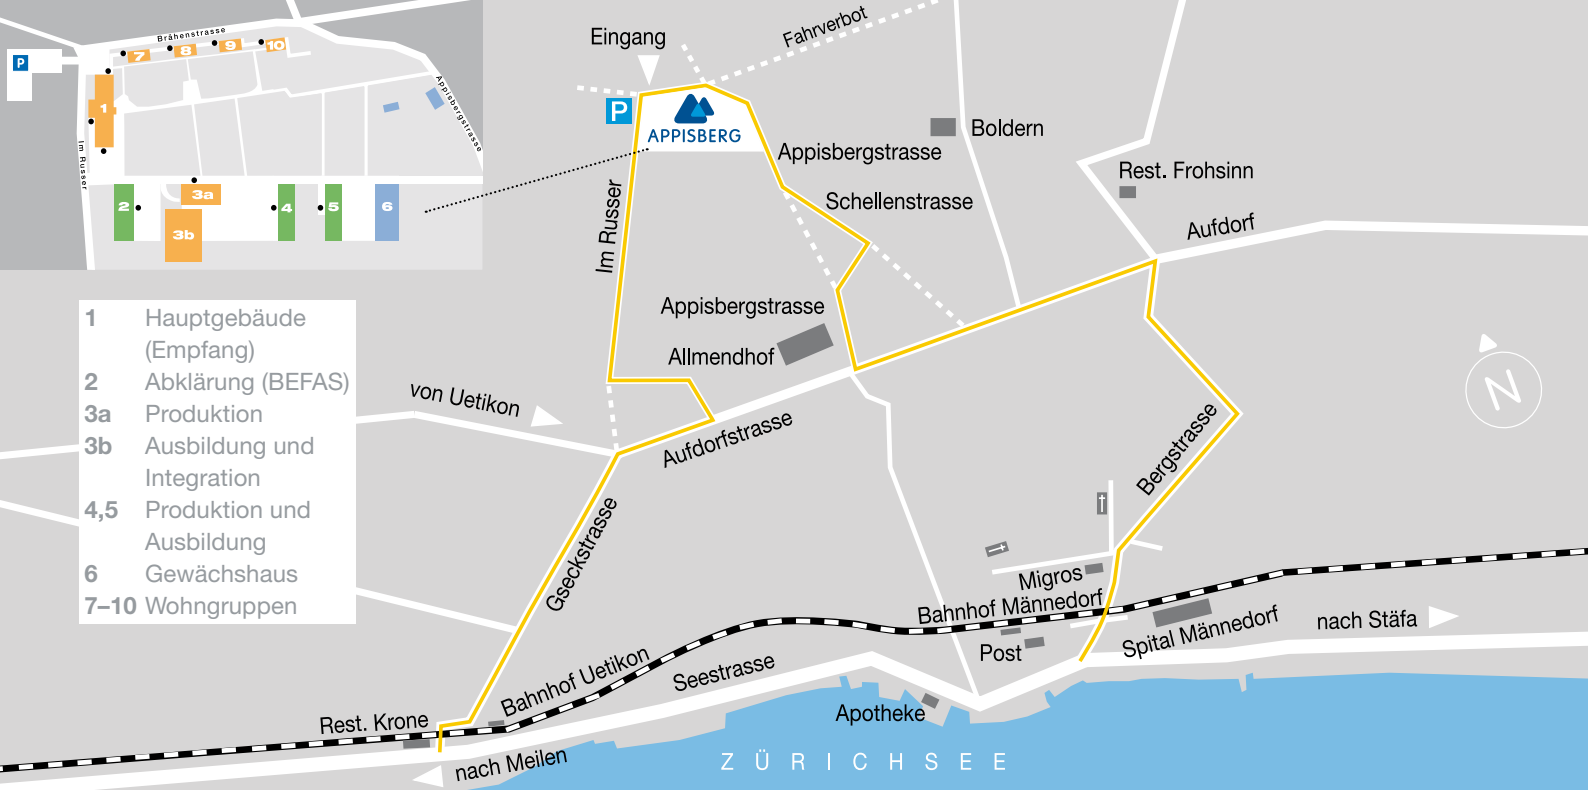 Brähenstrasse
7
8
9
10
P
1
Appisbergstrasse
Im Russer
2
3a
3b
4
5
6
1 Hauptgebäude
(Empfang)
2 Abklärung (BEFAS)
3a Produktion
3b Ausbildung und
Integration
4,5 Produktion und
Ausbildung
6 Gewächshaus
7–10 Wohngruppen
Eingang
Fahrverbot
P
APPISBERG
Appisbergstrasse
Boldern
Rest. Frohsinn
Schellenstrasse
Aufdorf
Im Russer
Appisbergstrasse
Allmendhof
von Uetikon
Aufdorfstrasse
Bergstrasse
N
Gseckstrasse
Migros
Bahnhof Männedorf
Spital Männedorf
nach Stäfa
Post
Bahnhof Uetikon
Seestrasse
Rest. Krone
Apotheke
nach Meilen
ZÜRICHSEE